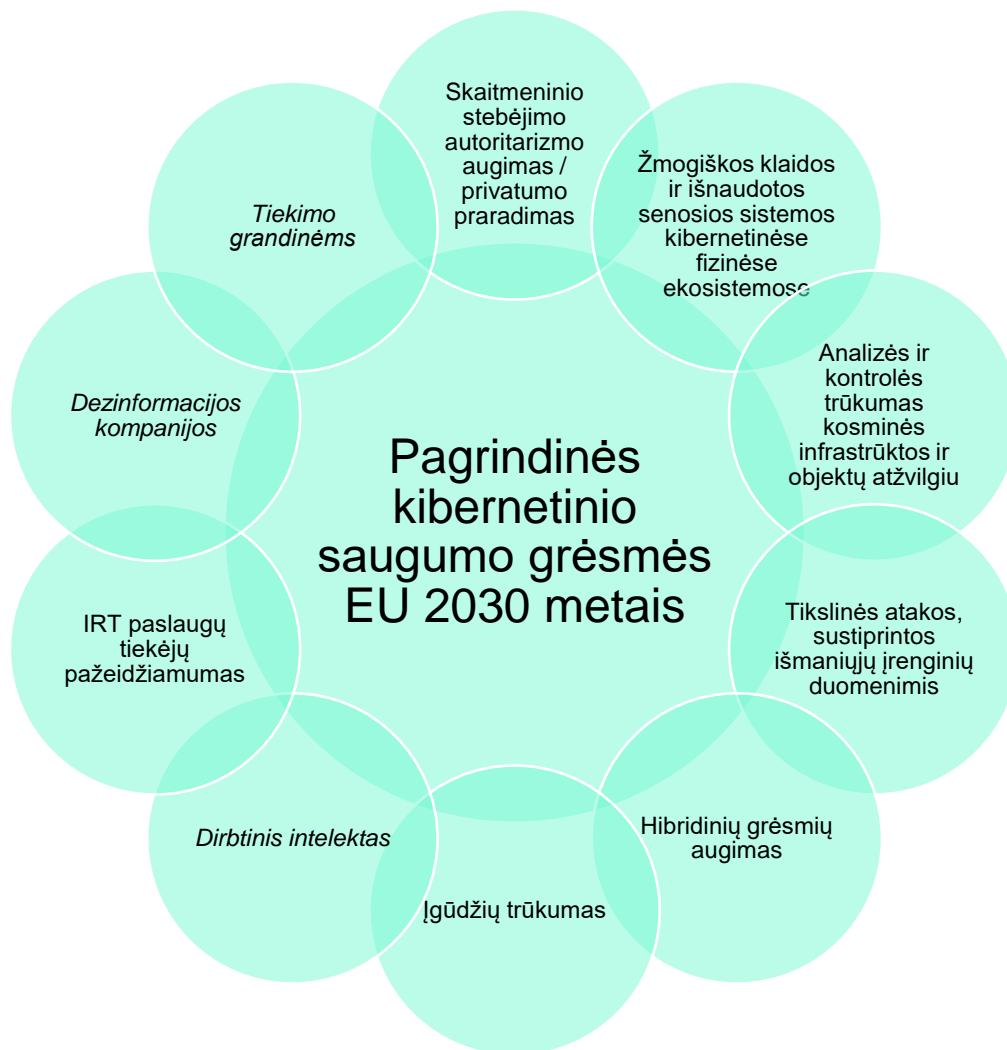 Skaitmeninio
stebėjimo
autoritarizmo
augimas /
privatumo
praradimas
Žmogiškos klaidos
ir išnaudotos
senosios sistemos
kibernetinėse
fizinėse
ekosistemose
Analizės ir
kontrolės
trūkumas
kosminės
infrastrūktos ir
objektų atžvilgiu
Tikslinės atakos,
sustiprintos
išmaniųjų įrenginių
duomenimis
Hibridinių grėsmių
augimas
Įgūdžių trūkumas
Dirbtinis intelektas
IRT paslaugų
tiekėjų
pažeidžiamumas
Dezinformacijos
kompanijos
Tiekimo
grandinėms
Pagrindinės
kibernetinio
saugumo grėsmės
EU 2030 metais